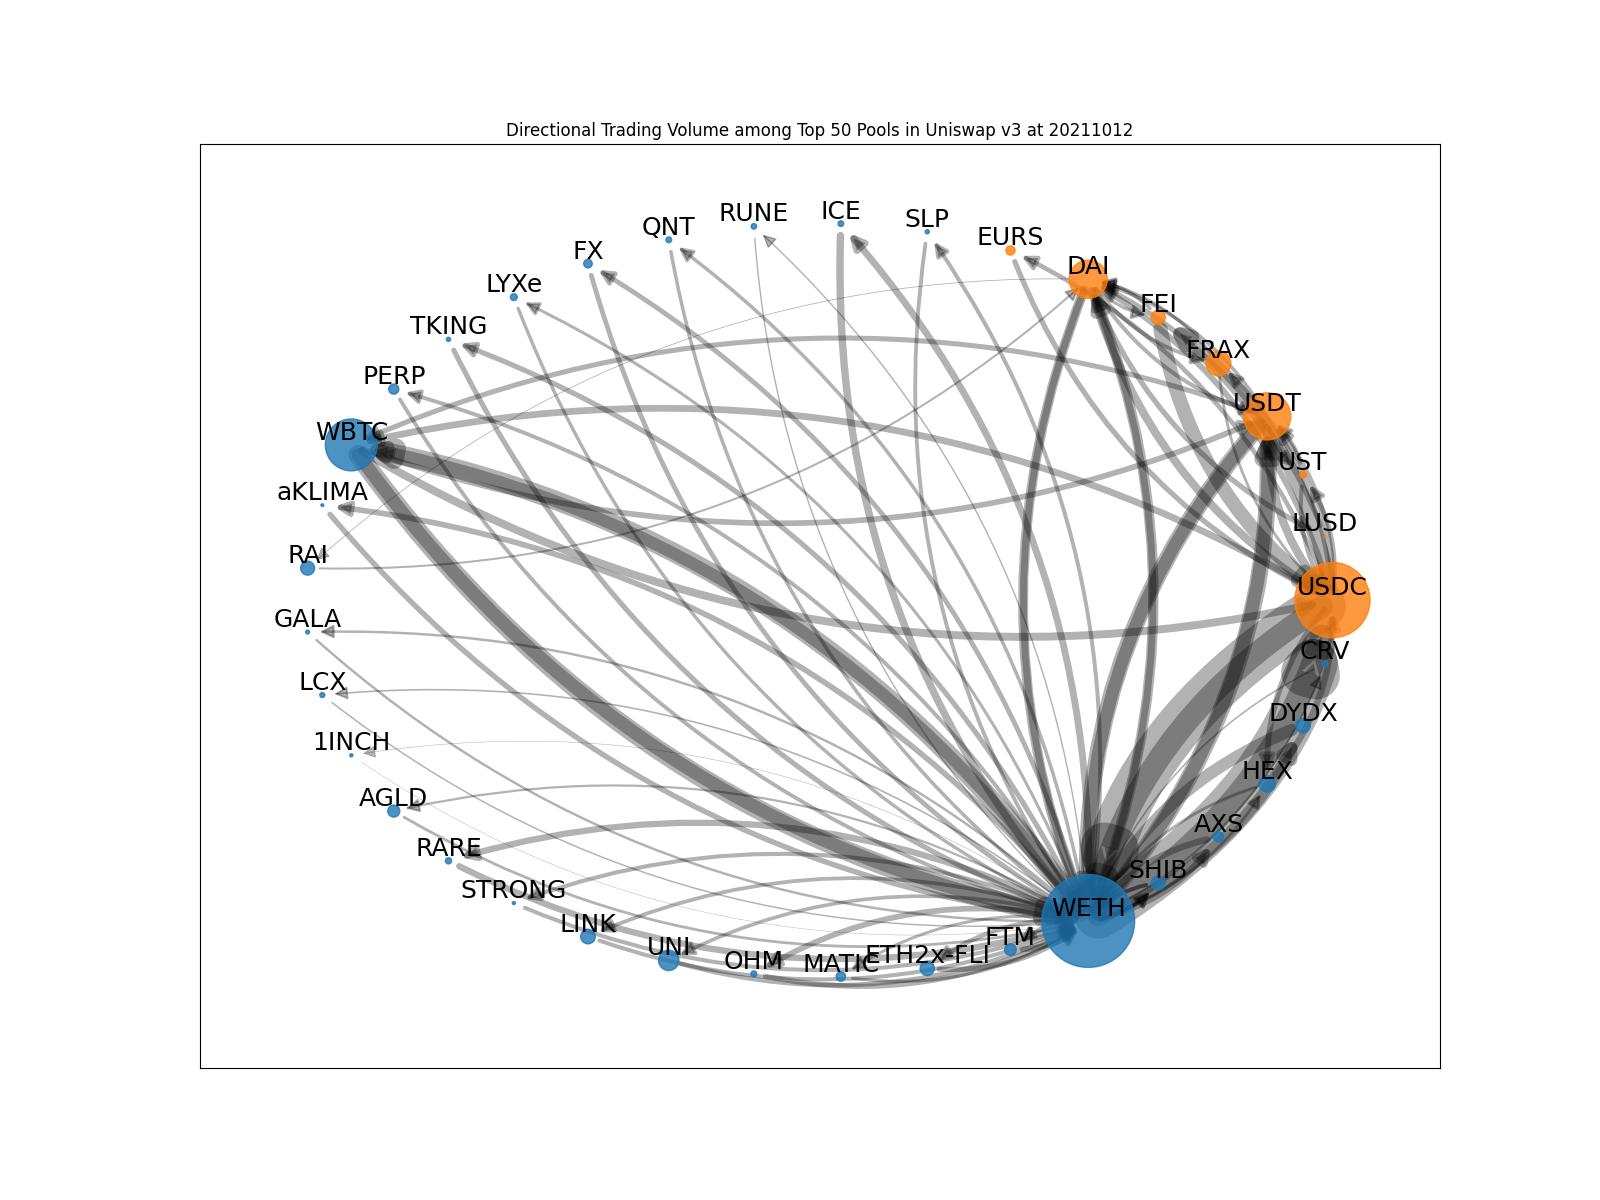 Directional Trading Volume among Top 50 Pools in Uniswap v3 at 20211012
ICE
RUNE
SLP
QNT
EURS
FX
DAI
LYXe
FEI
TKING
FRAX
PERP
USDT
WBTC
UST
aKLIMA
LUSD
RAI
USDC
GALA
CRV
LCX
DYDX
1INCH
HEX
AGLD
AXS
RARE
SHIB
STRONG
WETH
LINK
FTM
UNI
ETH2x-FLI
OHM
MATIC